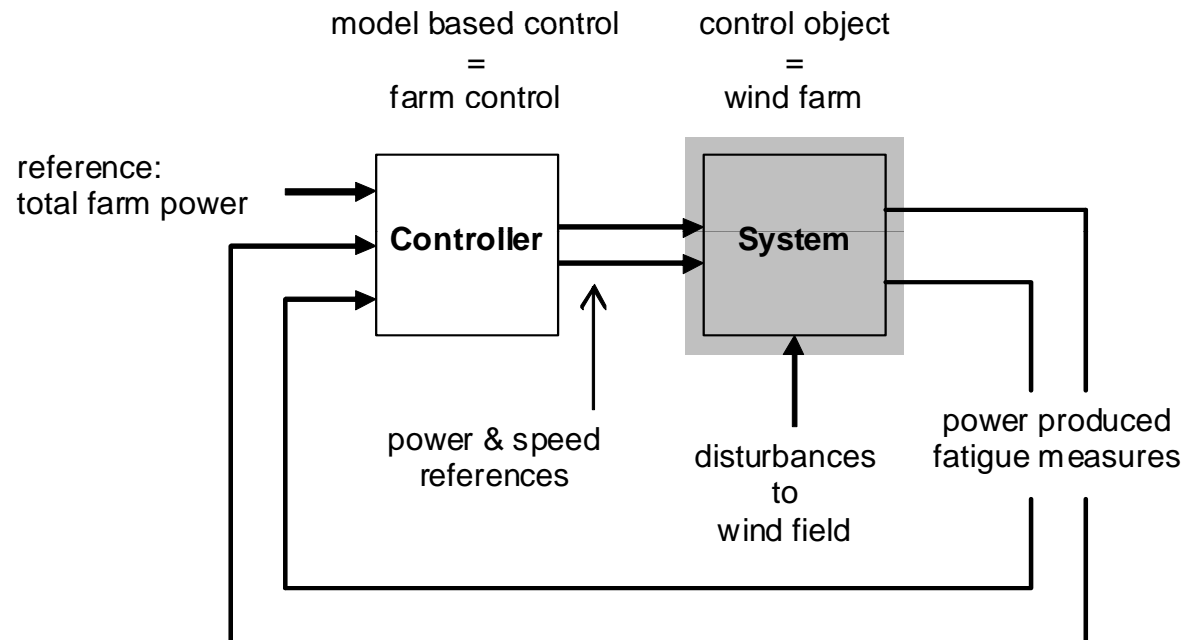 model based control
=
farm control
control object
=
wind farm
reference:
total farm power
Controller
System
power & speed
references
disturbances
to
wind field
power produced
fatigue measures